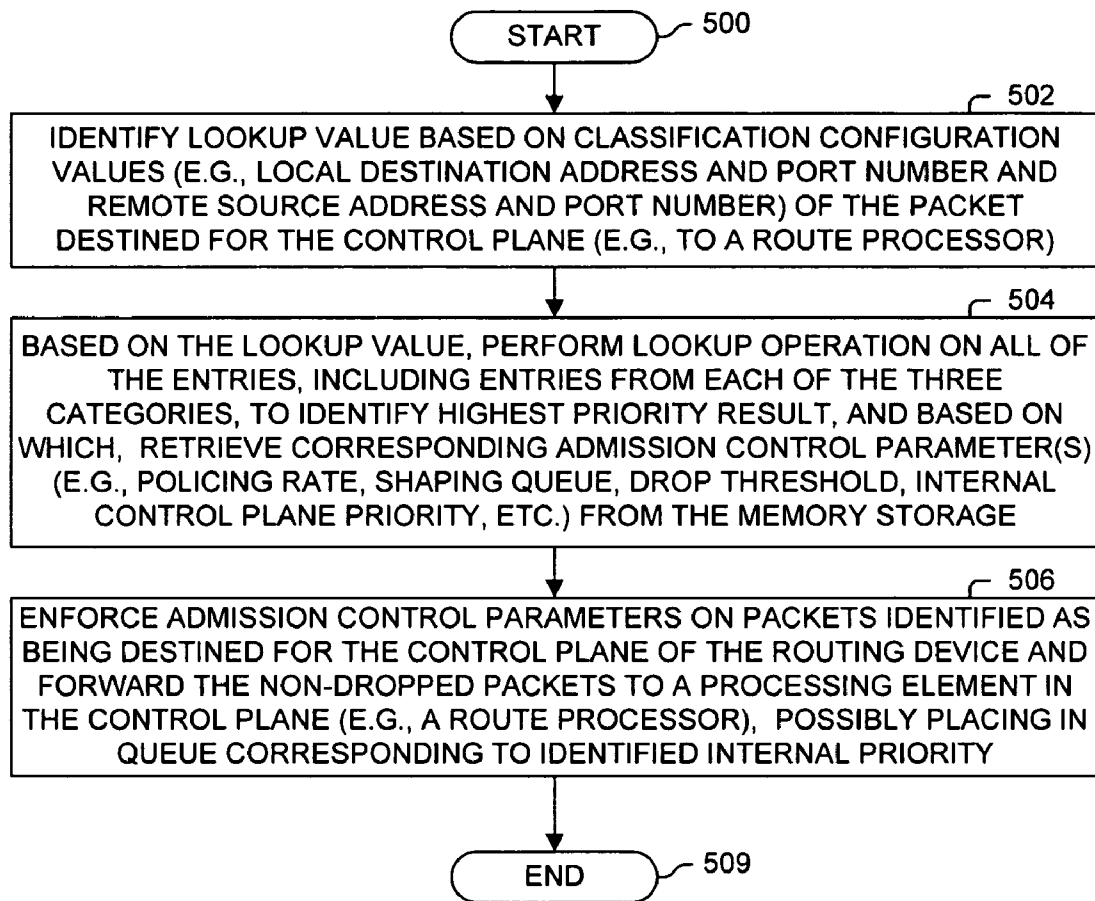 START
500
502
IDENTIFY LOOKUP VALUE BASED ON CLASSIFICATION CONFIGURATION
VALUES (E.G., LOCAL DESTINATION ADDRESS AND PORT NUMBER AND
REMOTE SOURCE ADDRESS AND PORT NUMBER) OF THE PACKET
DESTINED FOR THE CONTROL PLANE (E.G., TO A ROUTE PROCESSOR)
504
BASED ON THE LOOKUP VALUE, PERFORM LOOKUP OPERATION ON ALL OF
THE ENTRIES, INCLUDING ENTRIES FROM EACH OF THE THREE
CATEGORIES, TO IDENTIFY HIGHEST PRIORITY RESULT, AND BASED ON
WHICH, RETRIEVE CORRESPONDING ADMISSION CONTROL PARAMETER(S)
(E.G., POLICING RATE, SHAPING QUEUE, DROP THRESHOLD, INTERNAL
CONTROL PLANE PRIORITY, ETC.) FROM THE MEMORY STORAGE
506
ENFORCE ADMISSION CONTROL PARAMETERS ON PACKETS IDENTIFIED AS
BEING DESTINED FOR THE CONTROL PLANE OF THE ROUTING DEVICE AND
FORWARD THE NON-DROPPED PACKETS TO A PROCESSING ELEMENT IN
THE CONTROL PLANE (E.G., A ROUTE PROCESSOR), POSSIBLY PLACING IN
QUEUE CORRESPONDING TO IDENTIFIED INTERNAL PRIORITY
END
509